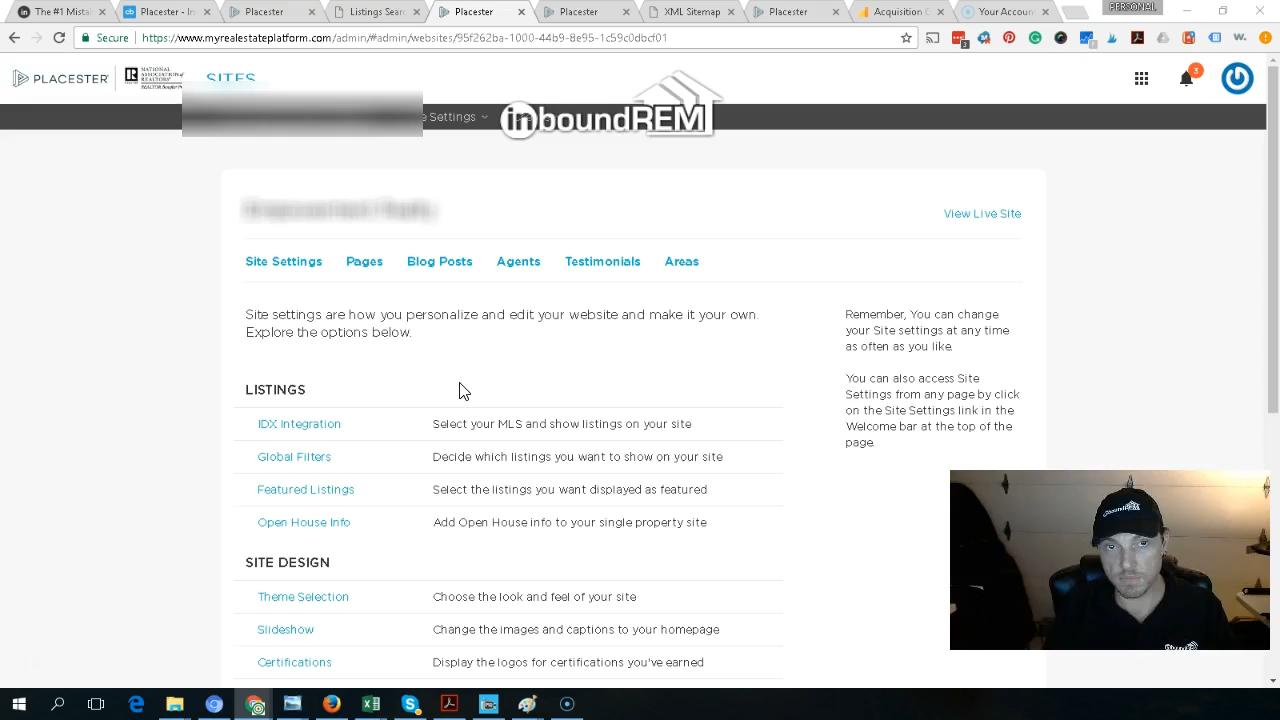 The #1 Mista
Placester - In
Placester
Listings Sear
Placester
Placester
XML Sitemap
Placester
Acquisition
Your Accoun
PERSONAL
Secure https://www.myrealestateplatform.com/admin/#admin/websites/95f262ba-1000-44b9-8e95-1c59c0dbcf01
3
PLACESTER
NATIONAL
ASSOCIATION of
REALTORS
SITES
3
e Settings
inboundREM
View Live Site
Site Settings Pages Blog Posts Agents Testimonials Areas
Site settings are how you personalize and edit your website and make it your own.
Explore the options below.
Remember, You can change
your Site settings at any time
as often as you like.
You can also access Site
Settings from any page by click
on the Site Settings link in the
Welcome bar at the top of the
page.
LISTINGS
IDX Integration Select your MLS and show listings on your site
Global Filters Decide which listings you want to show on your site
Featured Listings Select the listings you want displayed as featured
Open House Info Add Open House info to your single property site
SITE DESIGN
Theme Selection Choose the look and feel of your site
Slideshow Change the images and captions to your homepage
Certifications Display the logos for certifications you've earned
inboundREM